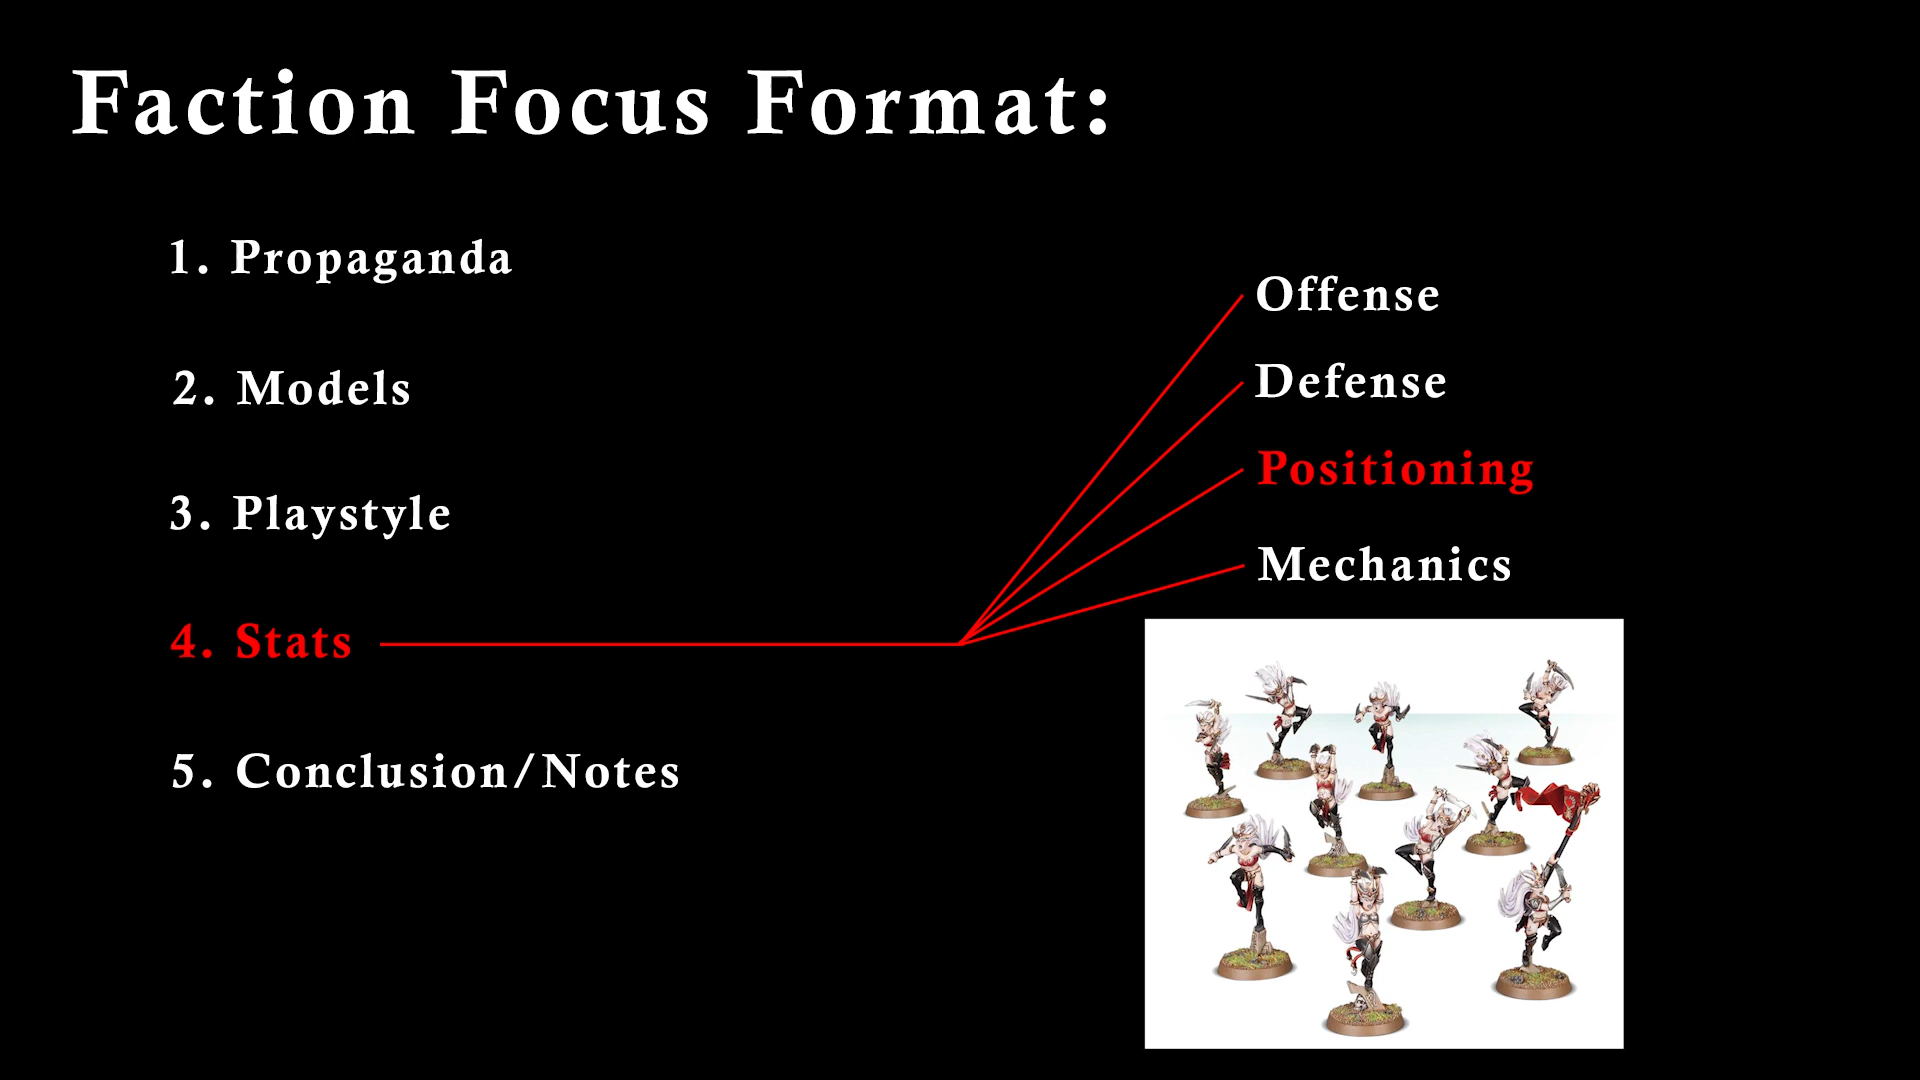 Faction Focus Format:
1. Propaganda
2. Models
3. Playstyle
4. Stats
5. Conclusion/Notes
Offense
Defense
Positioning
Mechanics